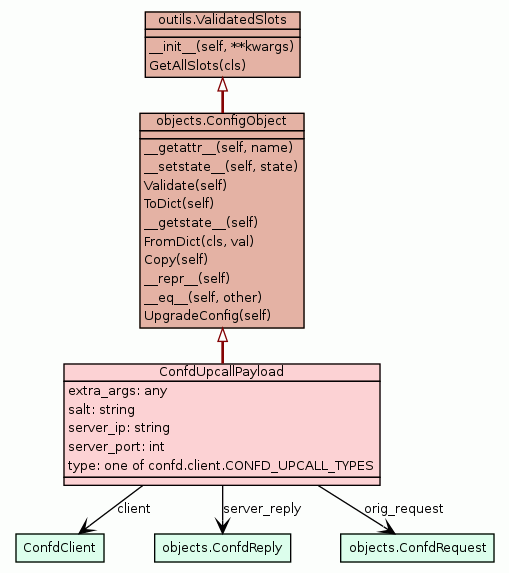 outils.ValidatedSlots
__init__(self, **kwargs)
GetAllSlots(cls)
objects.ConfigObject
__getattr__(self, name)
__setstate__(self, state)
Validate(self)
ToDict(self)
__getstate__(self)
FromDict(cls, val)
Copy(self)
__repr__(self)
__eq__(self, other)
UpgradeConfig(self)
ConfdUpcallPayload
extra_args: any
salt: string
server_ip: string
server_port: int
type: one of confd.client.CONFD_UPCALL_TYPES
client
server_reply
orig_request
ConfdClient
objects.ConfdReply
objects.ConfdRequest